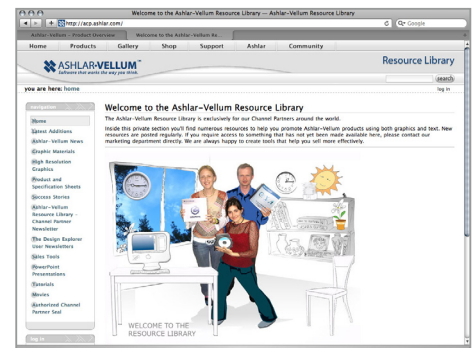 Welcome to the Ashlar-Vellum Resource Library — Ashlar-Vellum Resource Library
http://acp.ashlar.com/
Google
Ashlar-Vellum - Product Overview
Welcome to the Ashlar-Vellum Re...
Home Products Gallery Shop Support Ashlar Community
ASHLAR-VELLUM™
Software that works the way you think.
Resource Library
search
you are here: home
log in
navigation
Home
Latest Additions
Ashlar-Vellum News
Graphic Materials
High Resolution
Graphics
Product and
Specification Sheets
Success Stories
Ashlar-Vellum
Resource Library -
Channel Partner
Newsletter
The Design Explorer
User Newsletters
Sales Tools
PowerPoint
Presentations
Tutorials
Movies
Authorized Channel
Partner Seal
log in
Welcome to the Ashlar-Vellum Resource Library
The Ashlar-Vellum Resource Library is exclusively for our Channel Partners around the world.
Inside this private section you'll find numerous resources to help you promote Ashlar-Vellum products using both graphics and text. New
resources are posted regularly. If you require access to something that has not yet been made available here, please contact our
marketing department directly. We are always happy to create tools that help you sell more effectively.
WELCOME TO THE
RESOURCE LIBRARY